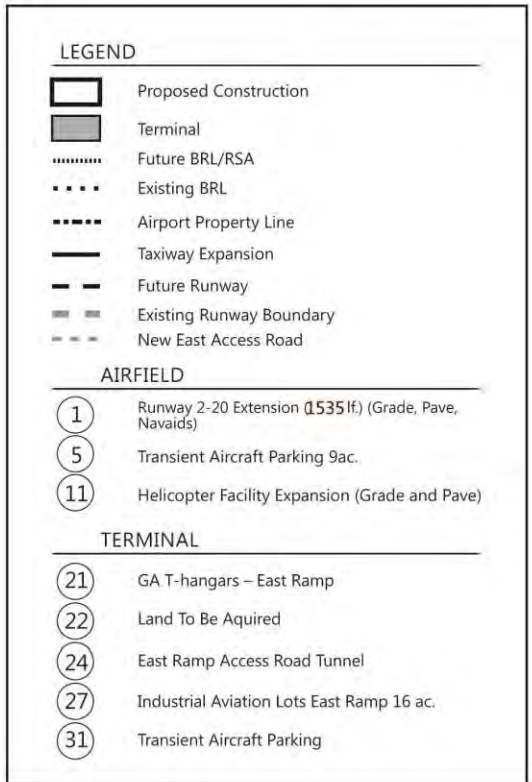 LEGEND
Proposed Construction
Terminal
Future BRL/RSA
Existing BRL
Airport Property Line
Taxiway Expansion
Future Runway
Existing Runway Boundary
New East Access Road
AIRFIELD
1 Runway 2-20 Extension (1535 lf.) (Grade, Pave,
Navaids)
5 Transient Aircraft Parking 9ac.
11 Helicopter Facility Expansion (Grade and Pave)
TERMINAL
21 GA T-hangars – East Ramp
22 Land To Be Aquired
24 East Ramp Access Road Tunnel
27 Industrial Aviation Lots East Ramp 16 ac.
31 Transient Aircraft Parking